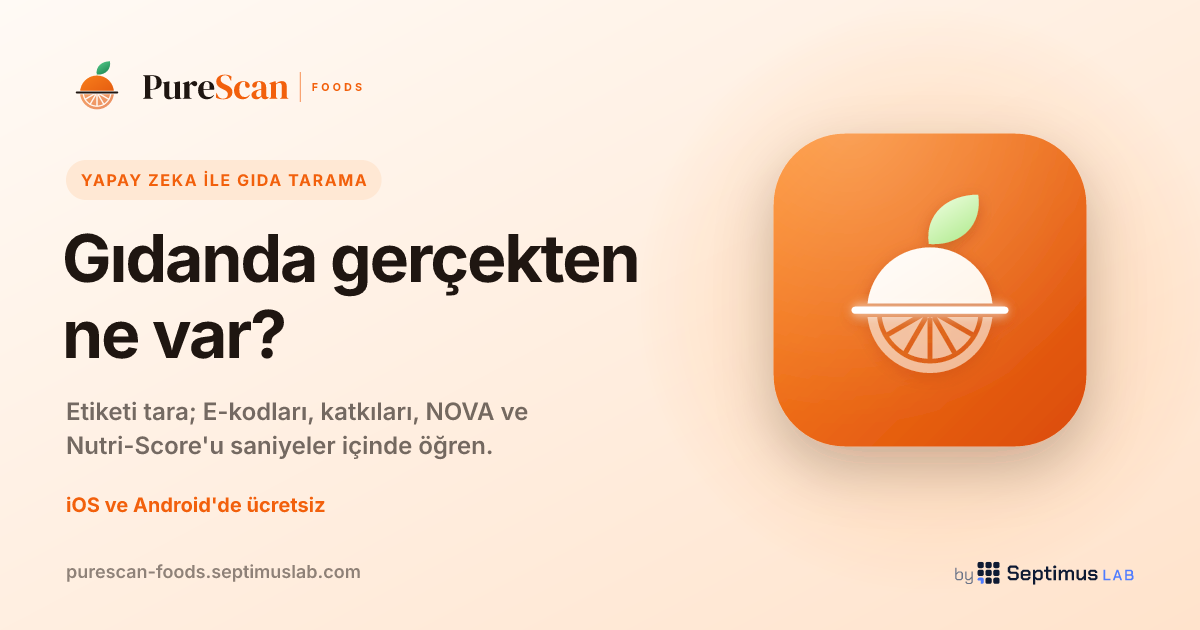 PureScan FOODS
YAPAY ZEKA İLE GIDA TARAMA
Gıdanda gerçekten
ne var?
Etiketi tara; E-kodları, katkıları, NOVA ve
Nutri-Score'u saniyeler içinde öğren.
iOS ve Android'de ücretsiz
purescan-foods.septimuslab.com
by Septimus LAB